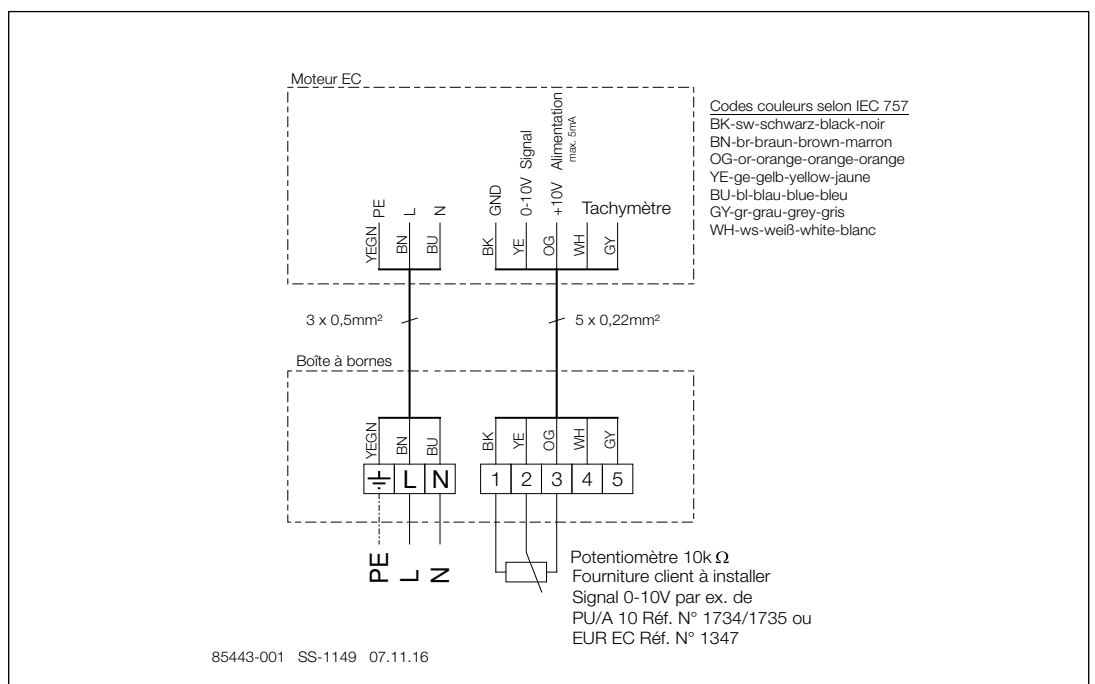 Moteur EC
PE
L
N
GND
0-10V Signal
+10V Alimentation
max. 5mA
Tachymètre
YEGN
BN
BU
BK
YE
OG
WH
GY
Codes couleurs selon IEC 757
BK-sw-schwarz-black-noir
BN-br-braun-brown-marron
OG-or-orange-orange-orange
YE-ge-gelb-yellow-jaune
BU-bl-blau-blue-bleu
GY-gr-grau-grey-gris
WH-ws-weiß-white-blanc
3 x 0,5mm²
5 x 0,22mm²
Boîte à bornes
YEGN
BN
BU
BK
YE
OG
WH
GY
L N
1 2 3 4 5
PE
L
N
Potentiomètre 10k Ω
Fourniture client à installer
Signal 0-10V par ex. de
PU/A 10 Réf. N° 1734/1735 ou
EUR EC Réf. N° 1347
85443-001 SS-1149 07.11.16